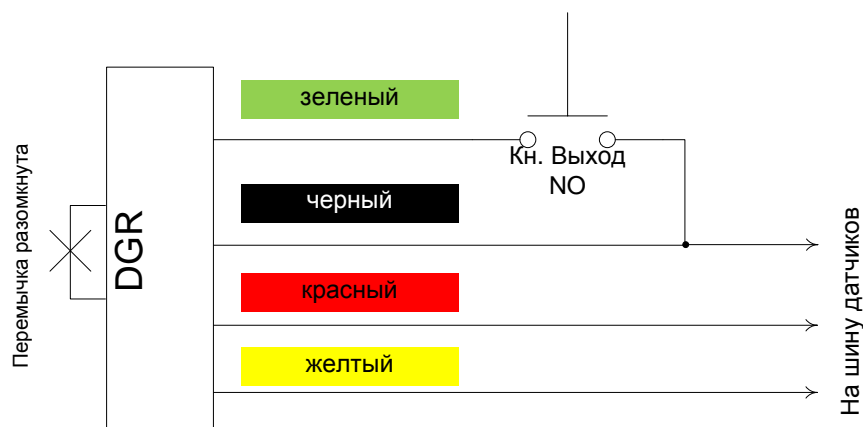 Перемычка разомкнута
DGR
зеленый
Кн. Выход
NO
черный
красный
желтый
На шину датчиков